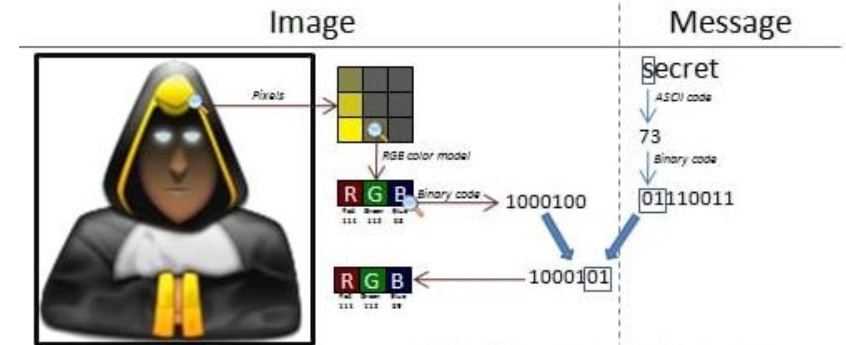 Image
Message
secret
ASCII code
73
Binary code
01110011
Pixels
RGB color model
R G B
Binary code
1000100
1000101
R G B